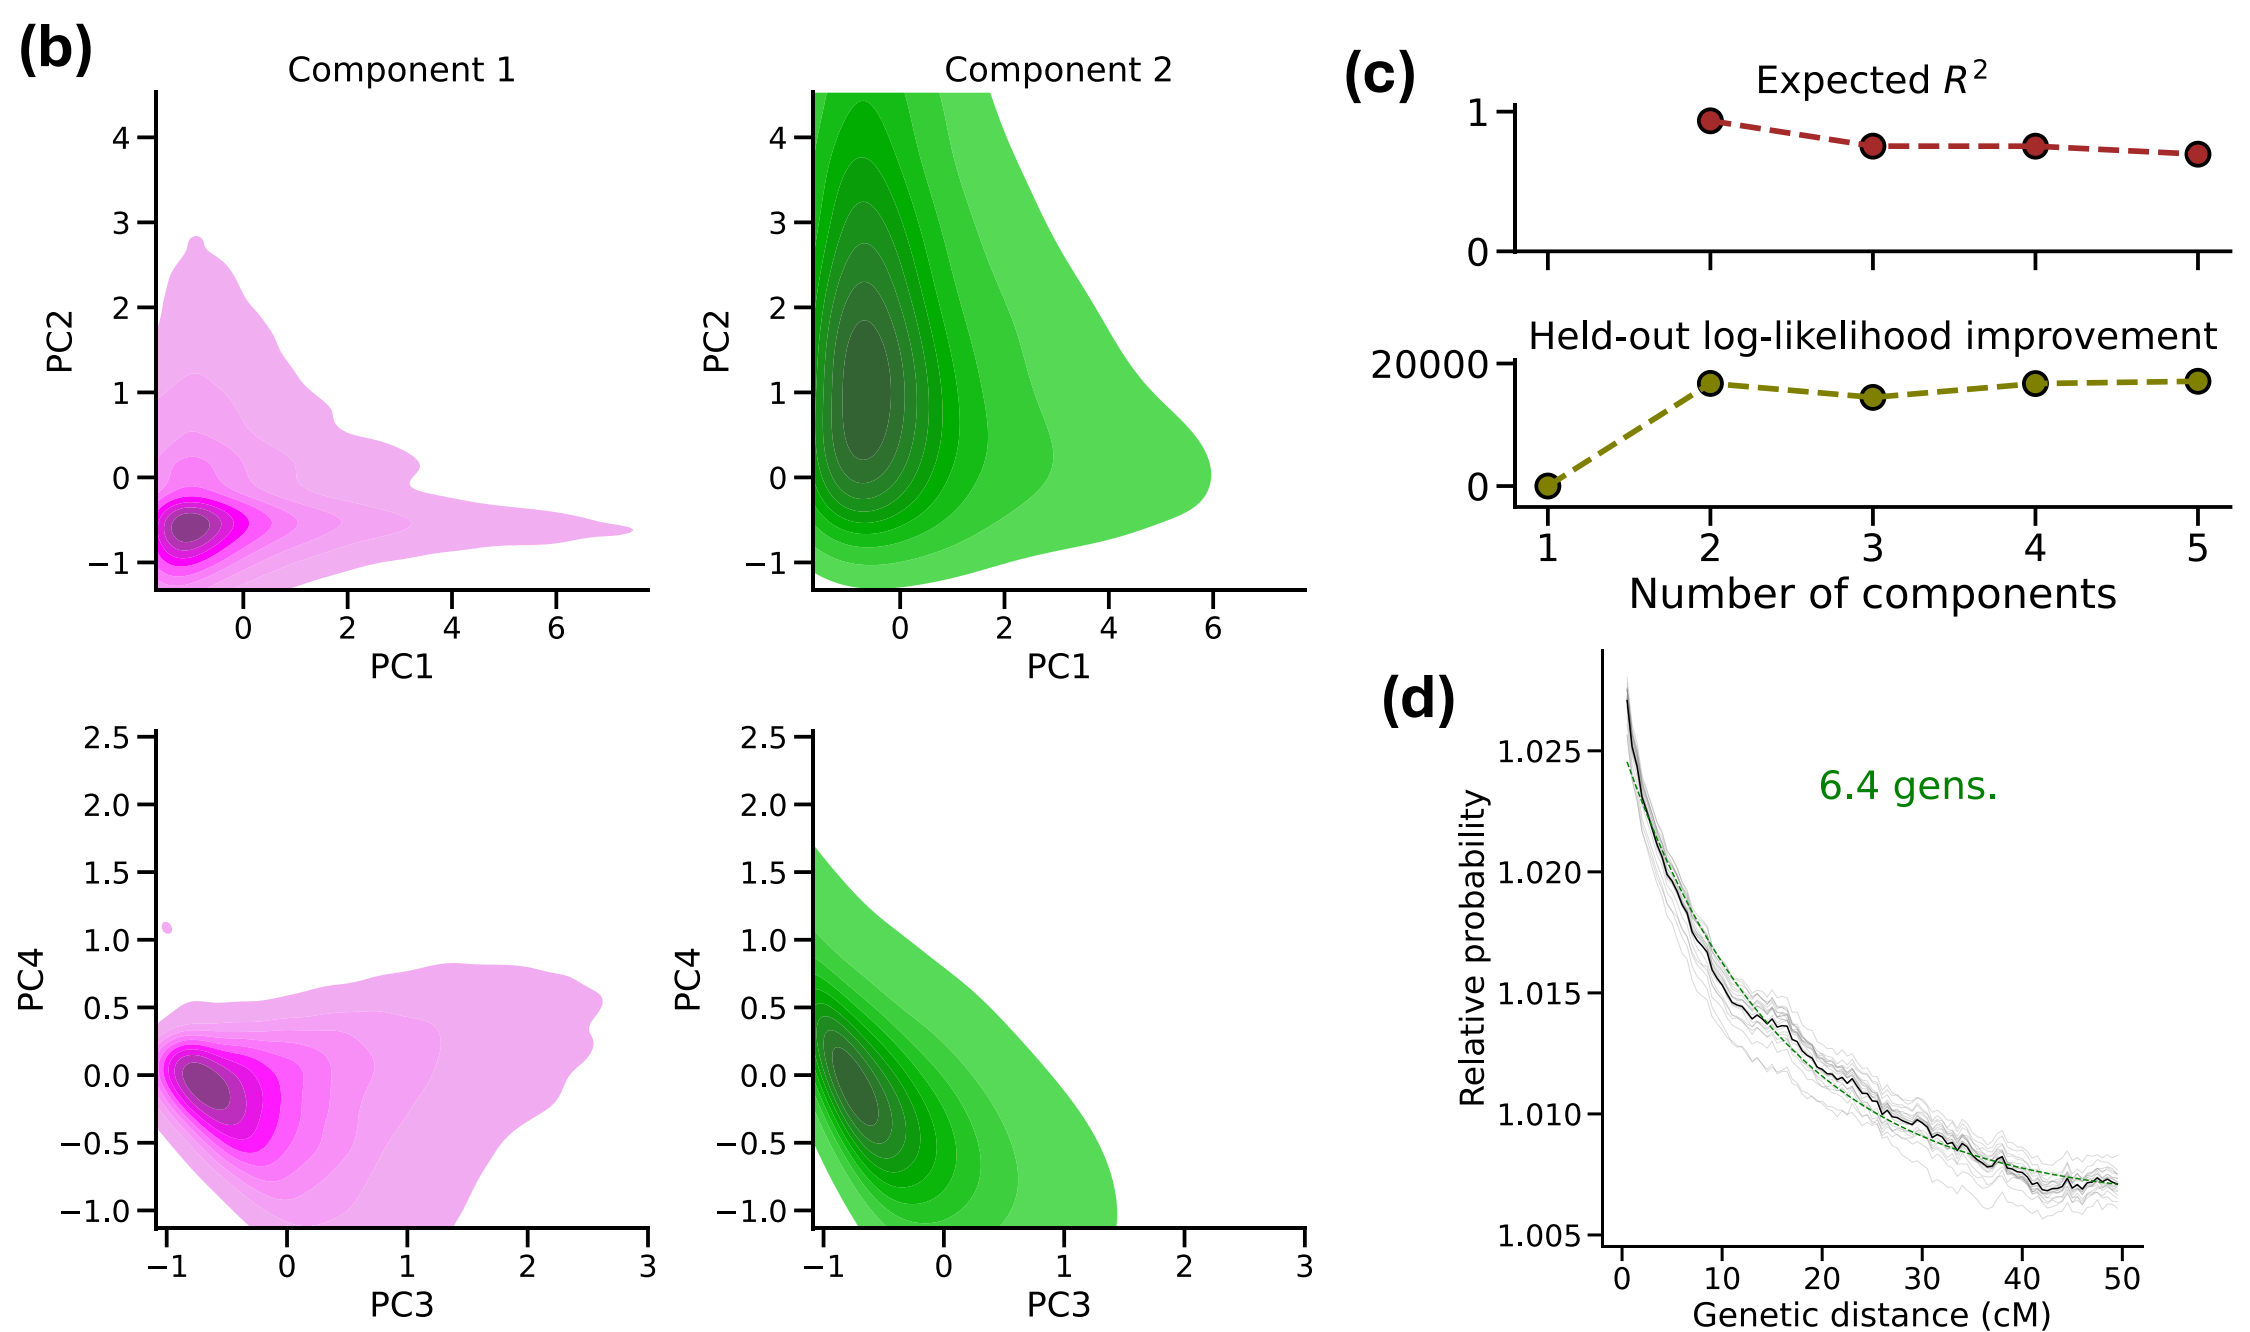 (b)
Component 1
4
3
2
1
0
−1
PC2
0 2 4 6
PC1
Component 2
4
3
2
1
0
−1
PC2
0 2 4 6
PC1
2.5
2.0
1.5
1.0
0.5
0.0
−0.5
−1.0
PC4
−1 0 1 2 3
PC3
2.5
2.0
1.5
1.0
0.5
0.0
−0.5
−1.0
PC4
−1 0 1 2 3
PC3
(c)
Expected R²
1
0
Held-out log-likelihood improvement
20000
0
1 2 3 4 5
Number of components
(d)
6.4 gens.
1.025
1.020
1.015
1.010
1.005
Relative probability
0 10 20 30 40 50
Genetic distance (cM)